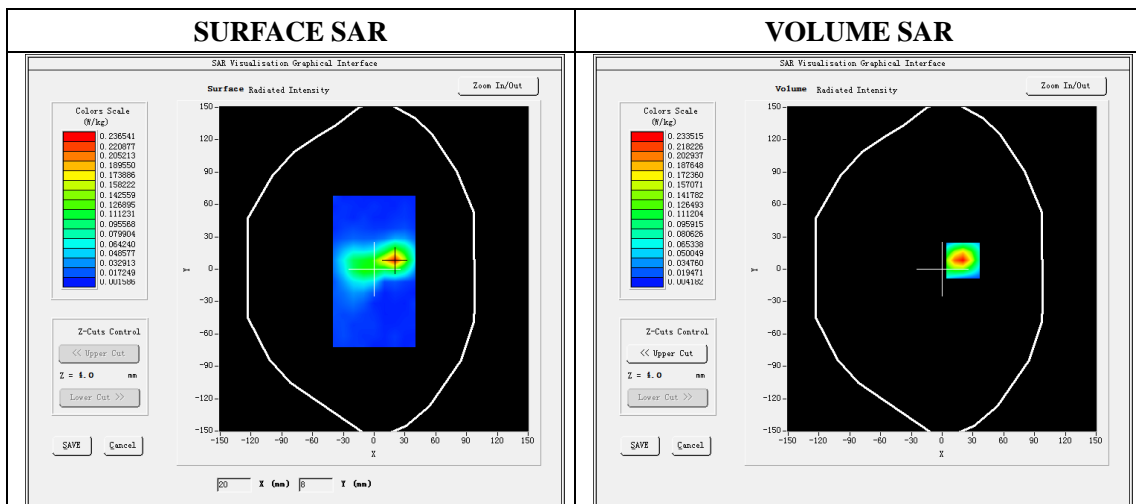 SURFACE SAR
VOLUME SAR
SAR Visualisation Graphical Interface
Surface Radiated Intensity
Zoom In/Out
Colors Scale
(W/kg)
0.236541
0.220877
0.205213
0.189550
0.173886
0.158222
0.142559
0.126895
0.111231
0.095568
0.079904
0.064240
0.048577
0.032913
0.017249
0.001586
Z-Cuts Control
<< Upper Cut
Z = 4.0 mm
Lower Cut >>
SAVE Cancel
150
120
90
60
30
0
-30
-60
-90
-120
-150
Y
-150 -120 -90 -60 -30 0 30 60 90 120 150
X
20 X (mm) 8 Y (mm)
SAR Visualisation Graphical Interface
Volume Radiated Intensity
Zoom In/Out
Colors Scale
(W/kg)
0.233515
0.218226
0.202937
0.187648
0.172360
0.157071
0.141782
0.126493
0.111204
0.095915
0.080626
0.065338
0.050049
0.034760
0.019471
0.004182
Z-Cuts Control
<< Upper Cut
Z = 4.0 mm
Lower Cut >>
SAVE Cancel
150
120
90
60
30
0
-30
-60
-90
-120
-150
Y
-150 -120 -90 -60 -30 0 30 60 90 120 150
X